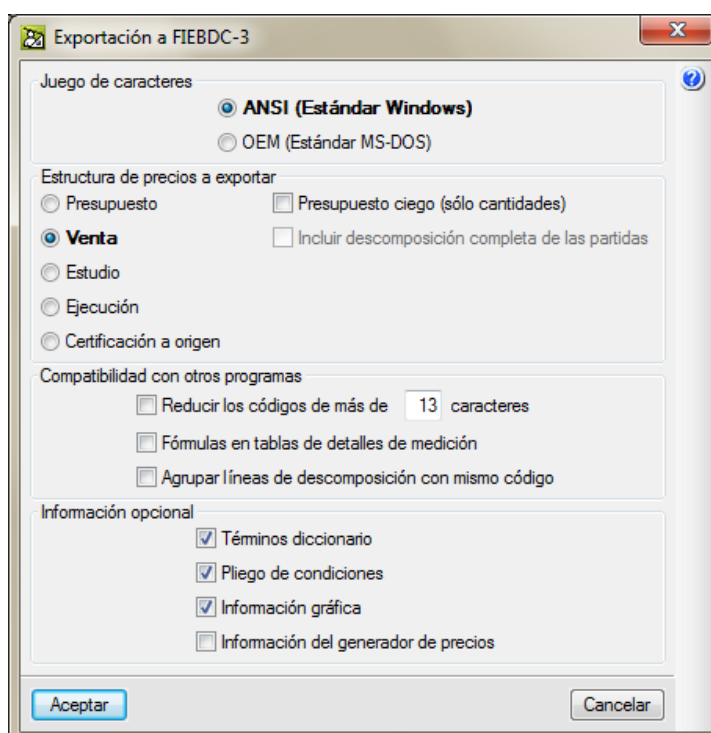 Exportación a FIEBDC-3
Juego de caracteres
ANSI (Estándar Windows)
OEM (Estándar MS-DOS)
Estructura de precios a exportar
Presupuesto
Presupuesto ciego (sólo cantidades)
Venta
Incluir descomposición completa de las partidas
Estudio
Ejecución
Certificación a origen
Compatibilidad con otros programas
Reducir los códigos de más de 13 caracteres
Fórmulas en tablas de detalles de medición
Agrupar líneas de descomposición con mismo código
Información opcional
Términos diccionario
Pliego de condiciones
Información gráfica
Información del generador de precios
Aceptar
Cancelar